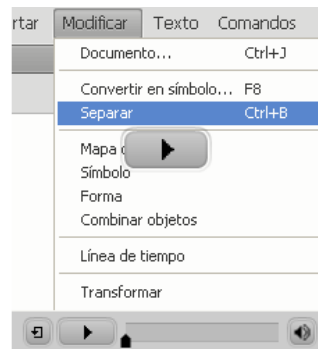 rtar Modificar Texto Comandos
Documento... Ctrl+J
Convertir en símbolo... F8
Separar Ctrl+B
Mapa
Símbolo
Forma
Combinar objetos
Línea de tiempo
Transformar